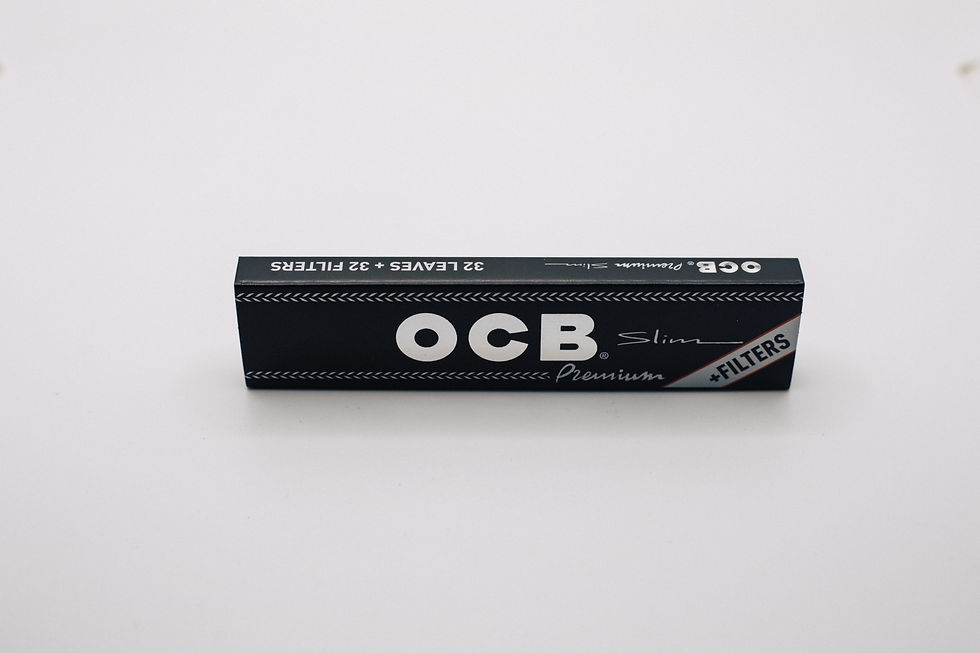 32 LEAVES + 32 FILTERS Premium Slim OCB®
OCB® Slim
Premium
+FILTERS